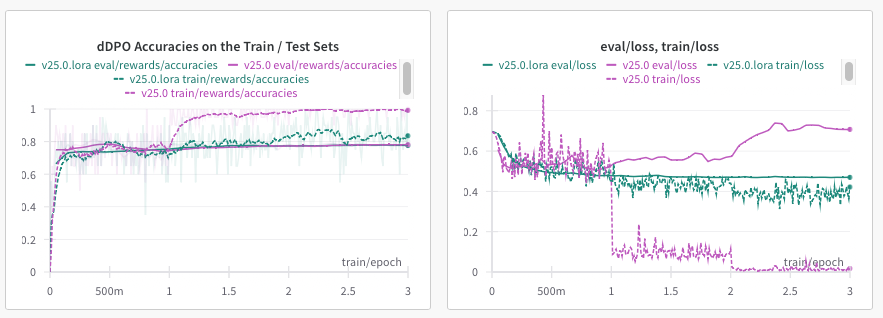 dDPO Accuracies on the Train / Test Sets
v25.0.lora eval/rewards/accuracies v25.0 eval/rewards/accuracies
v25.0.lora train/rewards/accuracies
v25.0 train/rewards/accuracies
1
0.8
0.6
0.4
0.2
0
train/epoch
0 500m 1 1.5 2 2.5 3
eval/loss, train/loss
v25.0.lora eval/loss v25.0 eval/loss v25.0.lora train/loss
v25.0 train/loss
0.8
0.6
0.4
0.2
0
train/epoch
0 500m 1 1.5 2 2.5 3